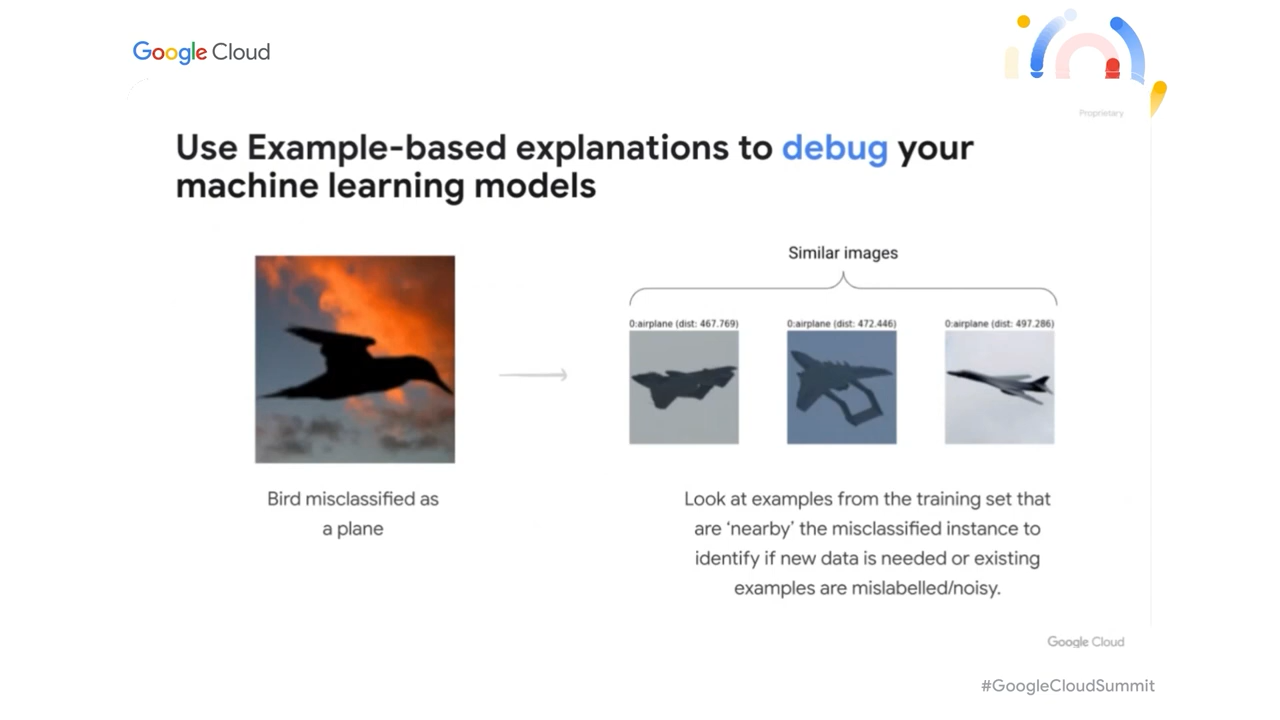 Google Cloud
Proprietary
Use Example-based explanations to debug your
machine learning models
Similar images
0:airplane (dist: 467.769)
0:airplane (dist: 472.446)
0:airplane (dist: 497.286)
Bird misclassified as
a plane
Look at examples from the training set that
are ‘nearby’ the misclassified instance to
identify if new data is needed or existing
examples are mislabelled/noisy.
Google Cloud
#GoogleCloudSummit